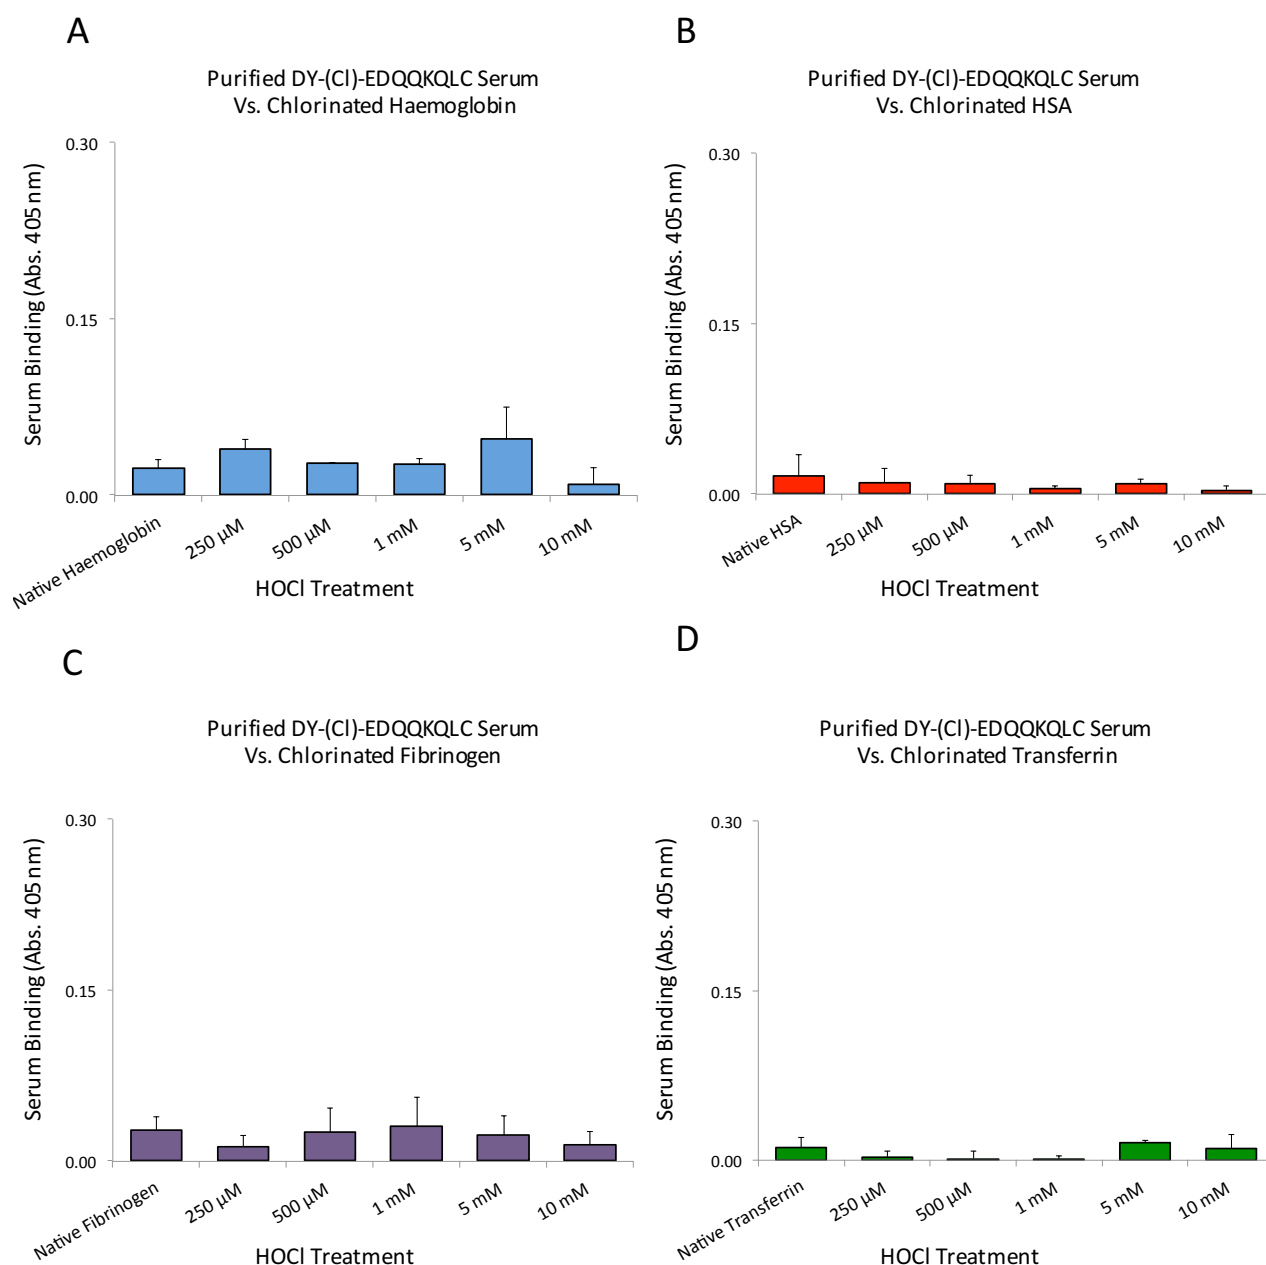 A
Purified DY-(Cl)-EDQQKQLC Serum
Vs. Chlorinated Haemoglobin
Serum Binding (Abs. 405 nm)
0.30
0.15
0.00
Native Haemoglobin
250 µM
500 µM
1 mM
5 mM
10 mM
HOCl Treatment
B
Purified DY-(Cl)-EDQQKQLC Serum
Vs. Chlorinated HSA
Serum Binding (Abs. 405 nm)
0.30
0.15
0.00
Native HSA
250 µM
500 µM
1 mM
5 mM
10 mM
HOCl Treatment
C
Purified DY-(Cl)-EDQQKQLC Serum
Vs. Chlorinated Fibrinogen
Serum Binding (Abs. 405 nm)
0.30
0.15
0.00
Native Fibrinogen
250 µM
500 µM
1 mM
5 mM
10 mM
HOCl Treatment
D
Purified DY-(Cl)-EDQQKQLC Serum
Vs. Chlorinated Transferrin
Serum Binding (Abs. 405 nm)
0.30
0.15
0.00
Native Transferrin
250 µM
500 µM
1 mM
5 mM
10 mM
HOCl Treatment